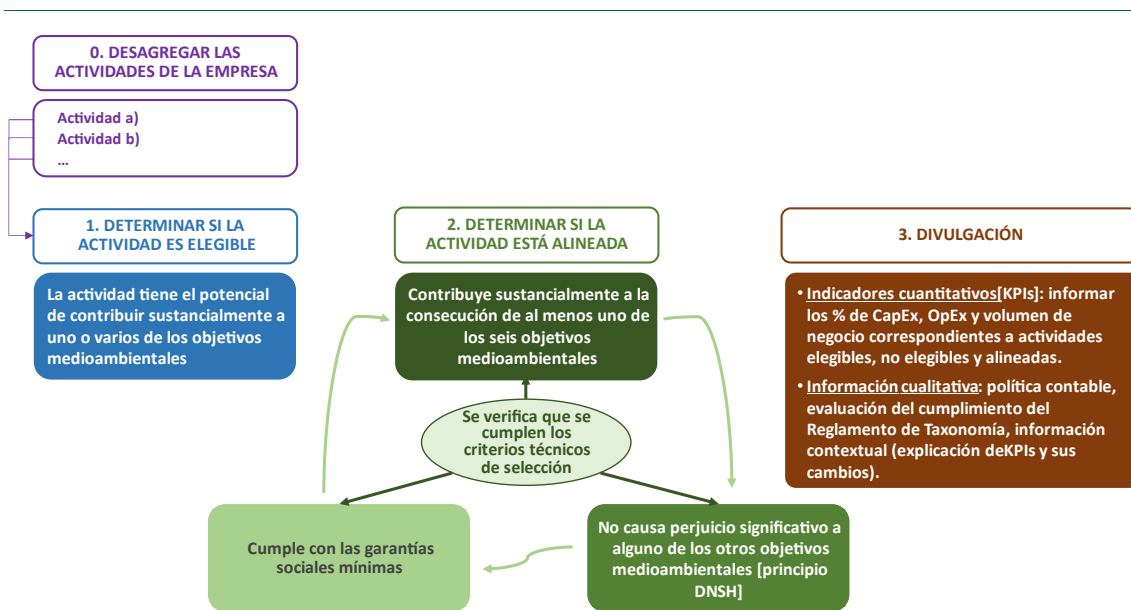 0. DESAGREGAR LAS
ACTIVIDADES DE LA EMPRESA
Actividad a)
Actividad b)
...
1. DETERMINAR SI LA
ACTIVIDAD ES ELEGIBLE
La actividad tiene el potencial
de contribuir sustancialmente a
uno o varios de los objetivos
medioambientales
2. DETERMINAR SI LA
ACTIVIDAD ESTÁ ALINEADA
Contribuye sustancialmente a la
consecución de al menos uno de
los seis objetivos
medioambientales
Se verifica que se
cumplen los
criterios técnicos
de selección
Cumple con las garantías
sociales mínimas
No causa perjuicio significativo a
alguno de los otros objetivos
medioambientales [principio
DNSH]
3. DIVULGACIÓN
• Indicadores cuantitativos[KPIs]: informar
los % de CapEx, OpEx y volumen de
negocio correspondientes a actividades
elegibles, no elegibles y alineadas.
• Información cualitativa: política contable,
evaluación del cumplimiento del
Reglamento de Taxonomía, información
contextual (explicación deKPIs y sus
cambios).